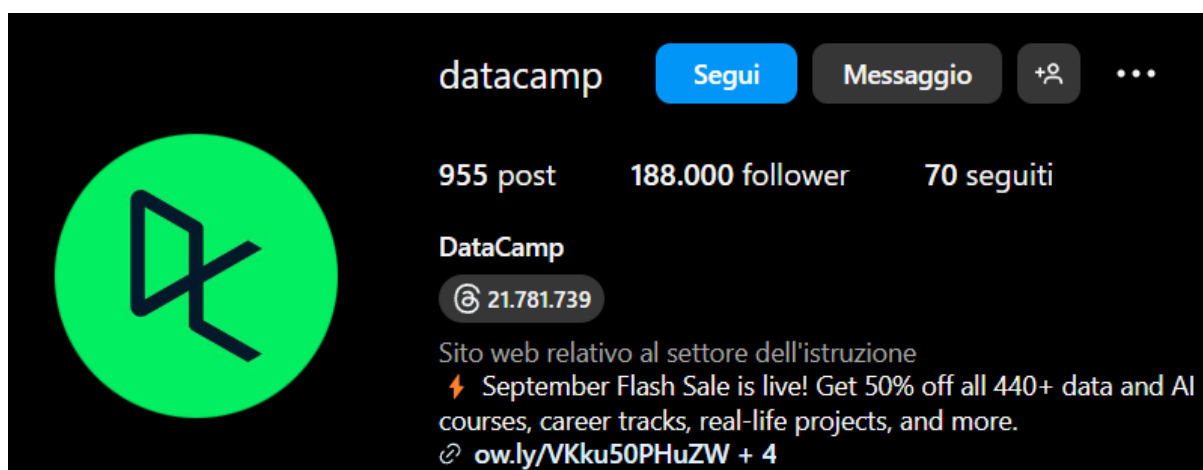 datacamp Segui Messaggio
955 post 188.000 follower 70 seguiti
DataCamp
21.781.739
Sito web relativo al settore dell'istruzione
⚡ September Flash Sale is live! Get 50% off all 440+ data and AI
courses, career tracks, real-life projects, and more.
ow.ly/VKku50PHuZW + 4